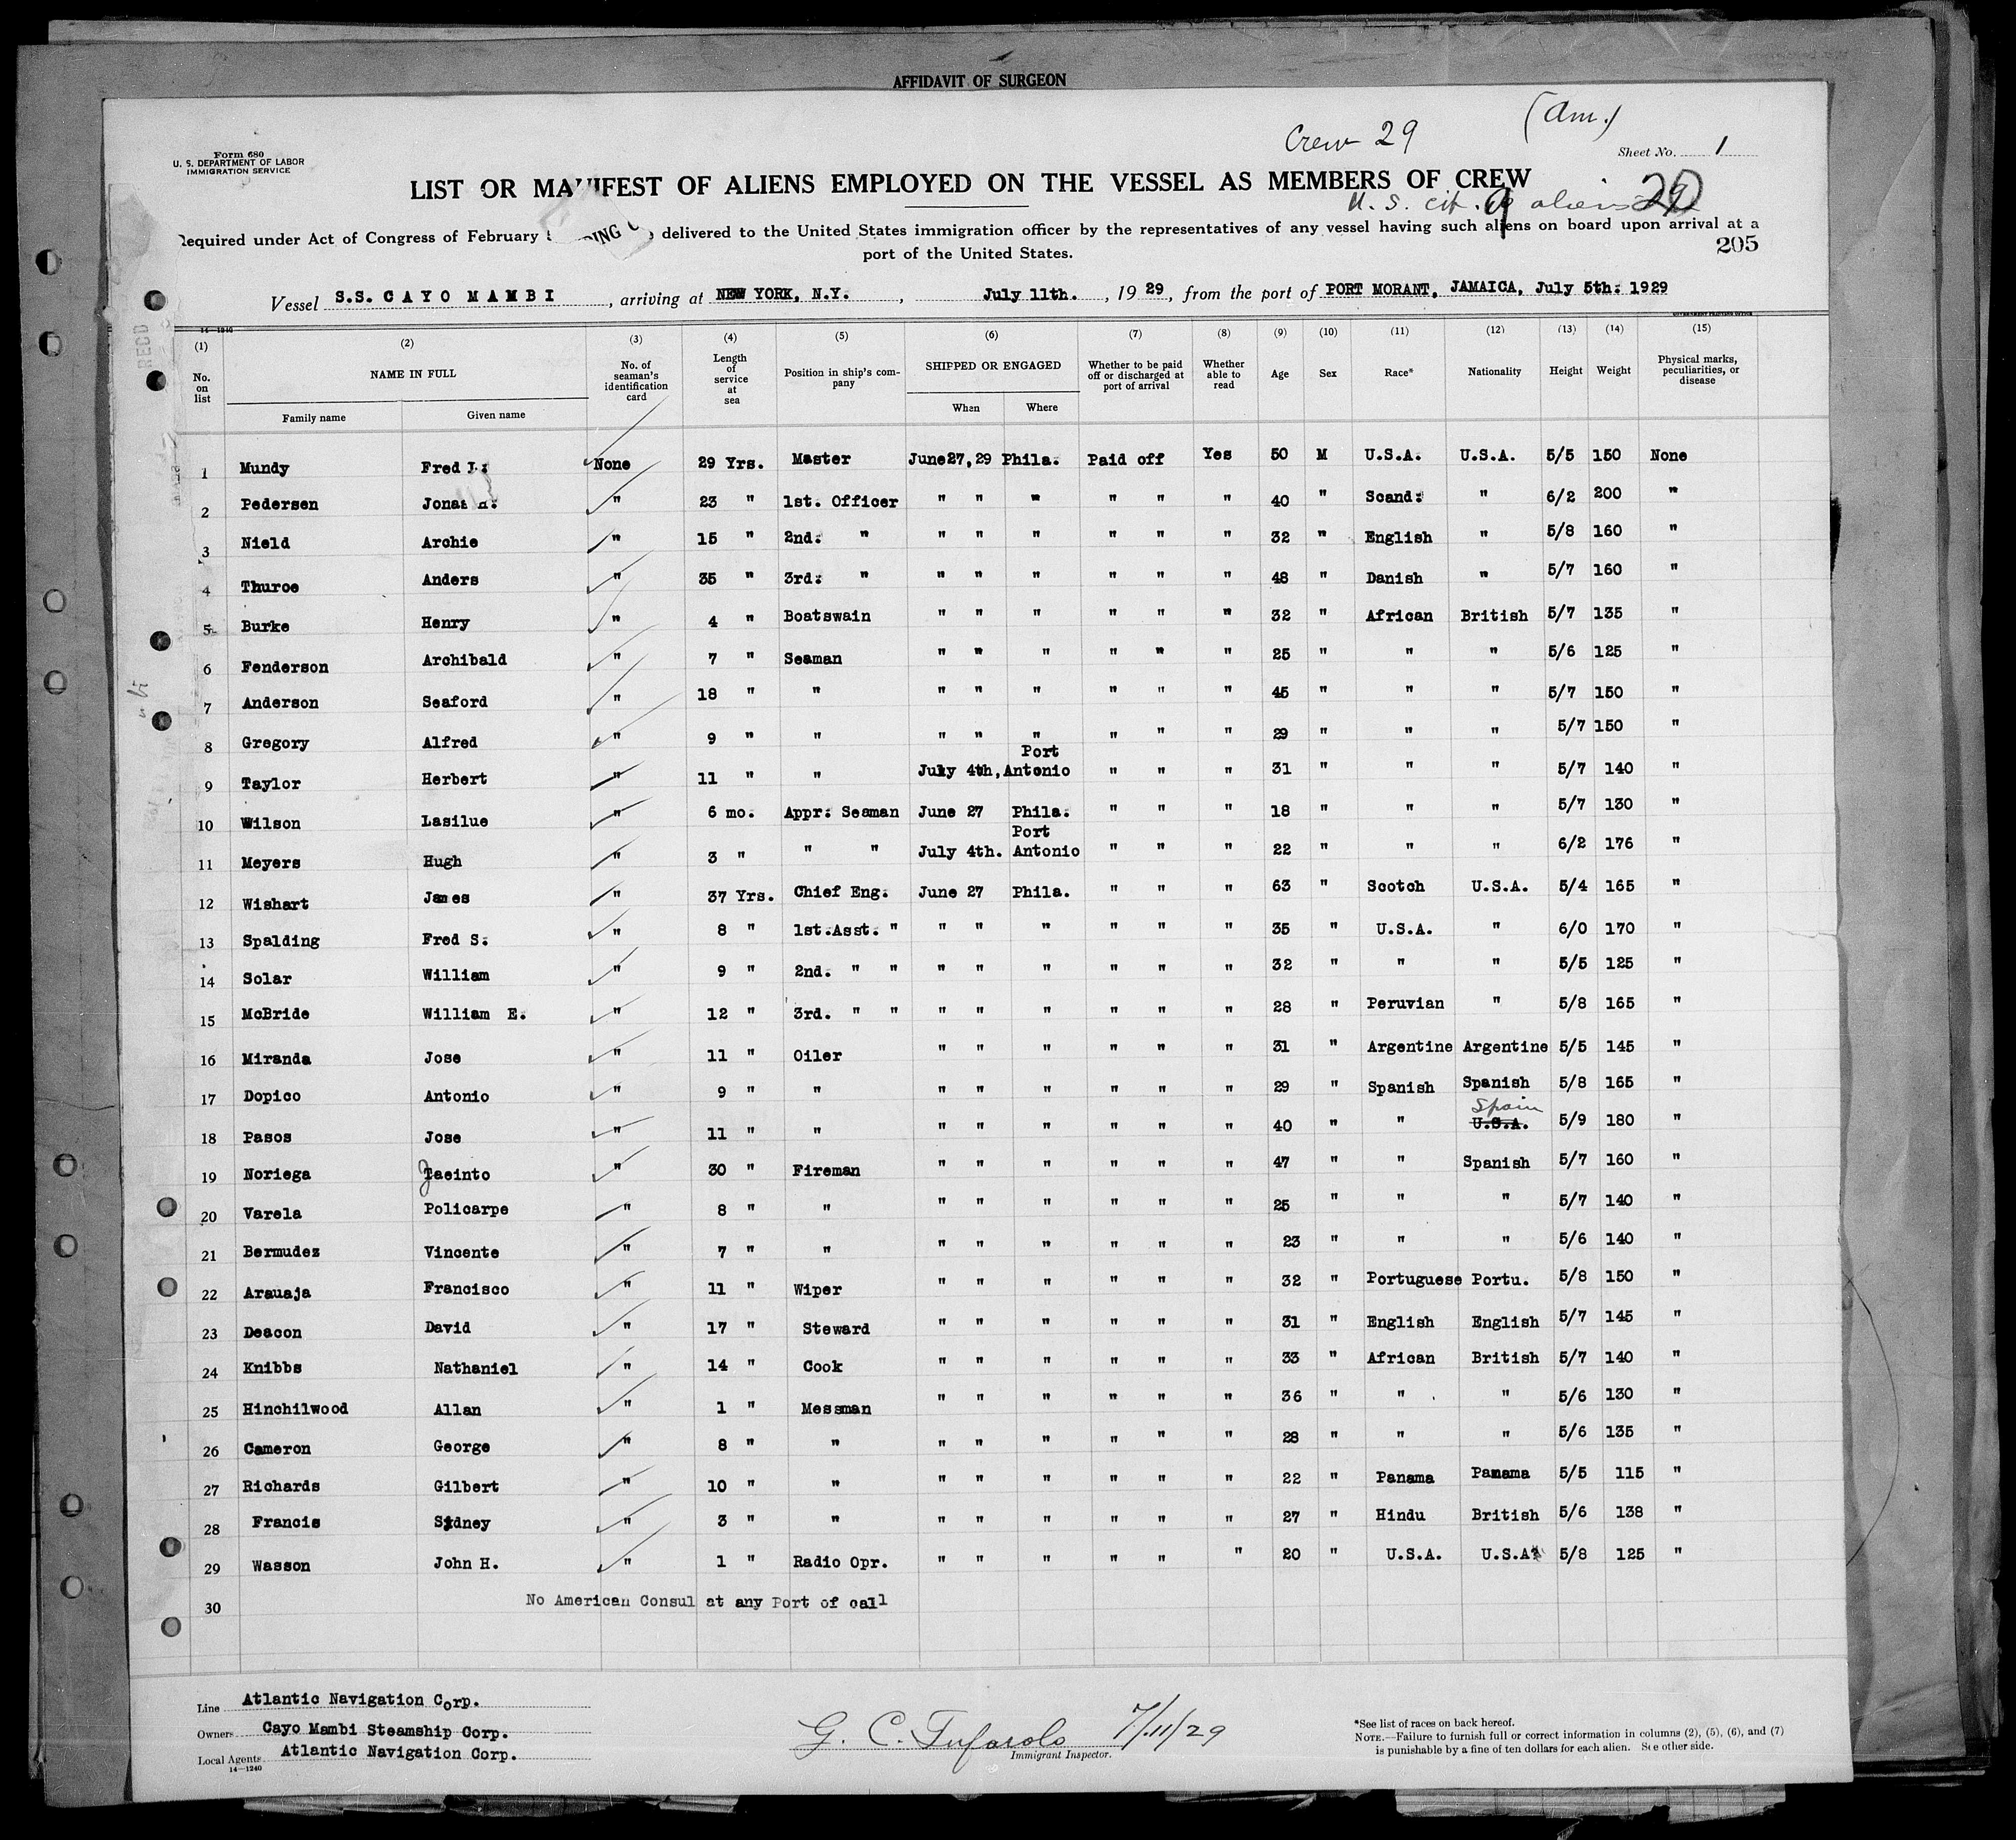 AFFIDAVIT OF SURGEON
Crew 29 (Am.)
Form 680
U. S. DEPARTMENT OF LABOR
IMMIGRATION SERVICE
Sheet No. 1
LIST OR MANIFEST OF ALIENS EMPLOYED ON THE VESSEL AS MEMBERS OF CREW
U. S. cit. 9 aliens 20
Required under Act of Congress of February delivered to the United States immigration officer by the representatives of any vessel having such aliens on board upon arrival at a
port of the United States.
205
Vessel S.S. CAYO MAMBI, arriving at NEW YORK, N.Y., July 11th., 1929, from the port of PORT MORANT, JAMAICA, July 5th: 1929
14—1240
(1) (2) (3) (4) (5) (6) (7) (8) (9) (10) (11) (12) (13) (14) (15)
No. on list NAME IN FULL Family name Given name No. of seaman's identification card Length of service at sea Position in ship's company SHIPPED OR ENGAGED When Where Whether to be paid off or discharged at port of arrival Whether able to read Age Sex Race* Nationality Height Weight Physical marks, peculiarities, or disease
1 Mundy Fred L: None 29 Yrs. Master June27,29 Phila. Paid off Yes 50 M U.S.A. U.S.A. 5/5 150 None
2 Pedersen Jonas H: " 23 " 1st. Officer " " " " " " 40 " Scand: " 6/2 200 "
3 Nield Archie " 15 " 2nd: " " " " " " " 32 " English " 5/8 160 "
4 Thuroe Anders " 35 " 3rd: " " " " " " " 48 " Danish " 5/7 160 "
5 Burke Henry " 4 " Boatswain " " " " " " 32 " African British 5/7 135 "
6 Fenderson Archibald " 7 " Seaman " " " " " " 25 " " " 5/6 125 "
7 Anderson Seaford " 18 " " " " " " " " 45 " " " 5/7 150 "
8 Gregory Alfred " 9 " " " " " " " " 29 " " " 5/7 150 "
9 Taylor Herbert " 11 " " July 4th, Port Antonio " " " 31 " " " 5/7 140 "
10 Wilson Lasilue " 6 mo. Appr: Seaman June 27 Phila. " " " 18 " " " 5/7 130 "
11 Meyers Hugh " 3 " " " July 4th. Port Antonio " " " 22 " " " 6/2 176 "
12 Wishart James " 37 Yrs. Chief Eng. June 27 Phila. " " " 63 " Scotch U.S.A. 5/4 165 "
13 Spalding Fred S. " 8 " 1st.Asst. " " " " " " " 35 " U.S.A. " 6/0 170 "
14 Solar William " 9 " 2nd. " " " " " " " " 32 " " " 5/5 125 "
15 McBride William E. " 12 " 3rd. " " " " " " " " 28 " Peruvian " 5/8 165 "
16 Miranda Jose " 11 " Oiler " " " " " " 31 " Argentine Argentine 5/5 145 "
17 Dopico Antonio " 9 " " " " " " " " 29 " Spanish Spanish 5/8 165 "
18 Pasos Jose " 11 " " " " " " " " 40 " " U.S.A. Spain 5/9 180 "
19 Noriega Jacinto " 30 " Fireman " " " " " " 47 " " Spanish 5/7 160 "
20 Varela Policarpe " 8 " " " " " " " " 25 " " " 5/7 140 "
21 Bermudez Vincente " 7 " " " " " " " " 23 " " " 5/6 140 "
22 Arauaja Francisco " 11 " Wiper " " " " " " 32 " Portuguese Portu. 5/8 150 "
23 Deacon David " 17 " Steward " " " " " " 31 " English English 5/7 145 "
24 Knibbs Nathaniel " 14 " Cook " " " " " " 33 " African British 5/7 140 "
25 Hinchilwood Allan " 1 " Messman " " " " " " 36 " " " 5/6 130 "
26 Cameron George " 8 " " " " " " " " 28 " " " 5/6 135 "
27 Richards Gilbert " 10 " " " " " " " " 22 " Panama Panama 5/5 115 "
28 Francis Sydney " 3 " " " " " " " " 27 " Hindu British 5/6 138 "
29 Wasson John H. " 1 " Radio Opr. " " " " " " 20 " U.S.A. U.S.A. 5/8 125 "
30 No American Consul at any Port of call
Line Atlantic Navigation Corp.
Owners Cayo Mambi Steamship Corp.
Local Agents Atlantic Navigation Corp.
14—1240
G. C. Tufarolo 7/11/29
Immigrant Inspector.
*See list of races on back hereof.
NOTE.—Failure to furnish full or correct information in columns (2), (5), (6), and (7)
is punishable by a fine of ten dollars for each alien. See other side.